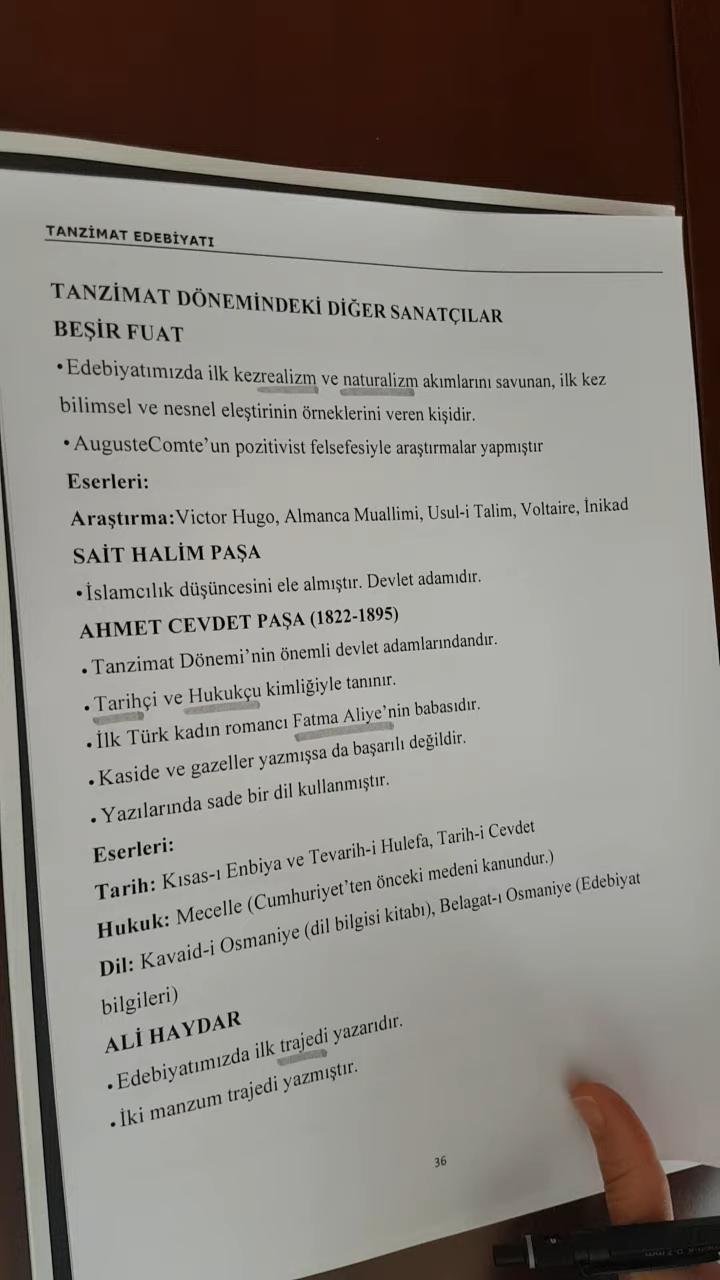 TANZİMAT EDEBİYATI
TANZİMAT DÖNEMİNDEKİ DİĞER SANATÇILAR
BEŞİR FUAT
•Edebiyatımızda ilk kezrealizm ve naturalizm akımlarını savunan, ilk kez
bilimsel ve nesnel eleştirinin örneklerini veren kişidir.
•AugusteComte’un pozitivist felsefesiyle araştırmalar yapmıştır
Eserleri:
Araştırma:Victor Hugo, Almanca Muallimi, Usul-i Talim, Voltaire, İnikad
SAİT HALİM PAŞA
•İslamcılık düşüncesini ele almıştır. Devlet adamıdır.
AHMET CEVDET PAŞA (1822-1895)
•Tanzimat Dönemi’nin önemli devlet adamlarındandır.
•Tarihçi ve Hukukçu kimliğiyle tanınır.
•İlk Türk kadın romancı Fatma Aliye’nin babasıdır.
•Kaside ve gazeller yazmışsa da başarılı değildir.
•Yazılarında sade bir dil kullanmıştır.
Eserleri:
Tarih: Kısas-ı Enbiya ve Tevarih-i Hulefa, Tarih-i Cevdet
Hukuk: Mecelle (Cumhuriyet’ten önceki medeni kanundur.)
Dil: Kavaid-i Osmaniye (dil bilgisi kitabı), Belagat-ı Osmaniye (Edebiyat
bilgileri)
ALİ HAYDAR
•Edebiyatımızda ilk trajedi yazarıdır.
•İki manzum trajedi yazmıştır.
36